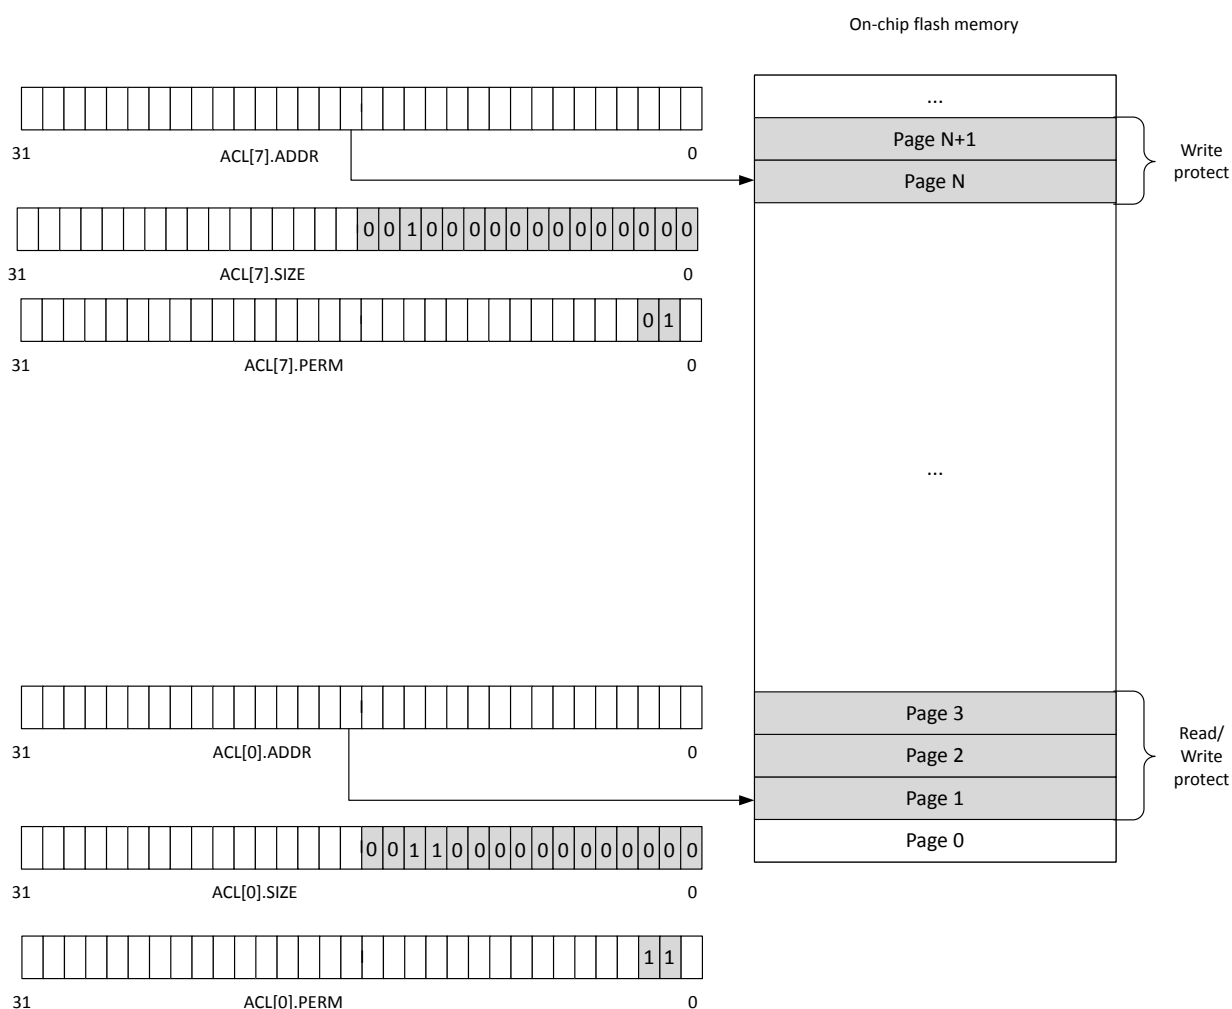 On-chip flash memory
...
31 ACL[7].ADDR 0
Page N+1
Page N
Write
protect
0 0 1 0 0 0 0 0 0 0 0 0 0 0 0 0
31 ACL[7].SIZE 0
0 1
31 ACL[7].PERM 0
...
31 ACL[0].ADDR 0
Page 3
Page 2
Page 1
Page 0
Read/
Write
protect
0 0 1 1 0 0 0 0 0 0 0 0 0 0 0 0
31 ACL[0].SIZE 0
1 1
31 ACL[0].PERM 0